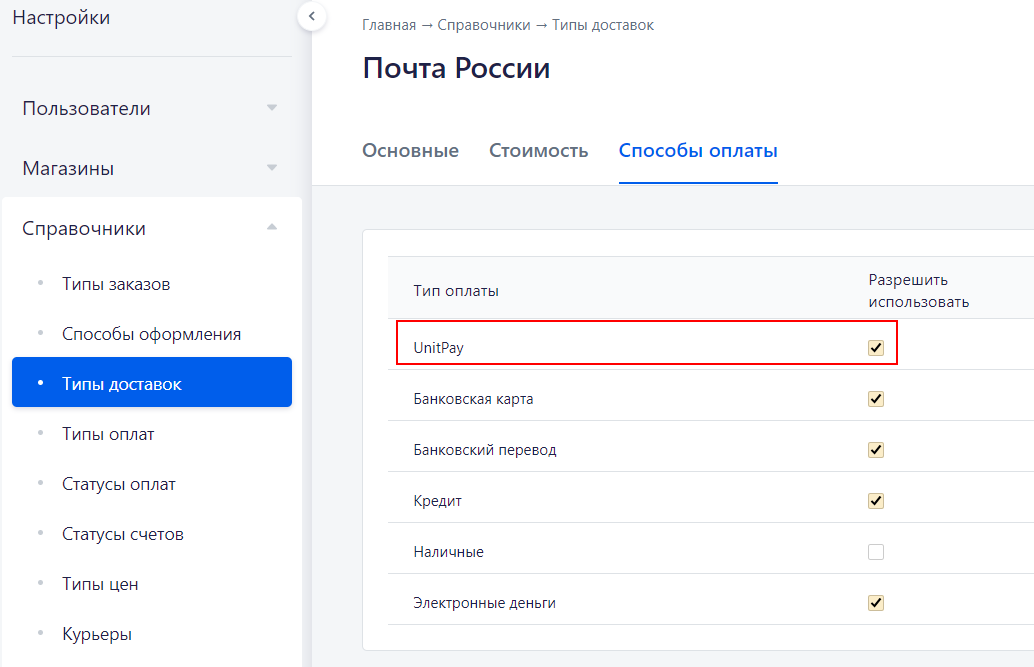 Настройки
Пользователи
Магазины
Справочники
Типы заказов
Способы оформления
Типы доставок
Типы оплат
Статусы оплат
Статусы счетов
Типы цен
Курьеры
Главная → Справочники → Типы доставок
Почта России
Основные Стоимость Способы оплаты
Тип оплаты
Разрешить
использовать
UnitPay
Банковская карта
Банковский перевод
Кредит
Наличные
Электронные деньги